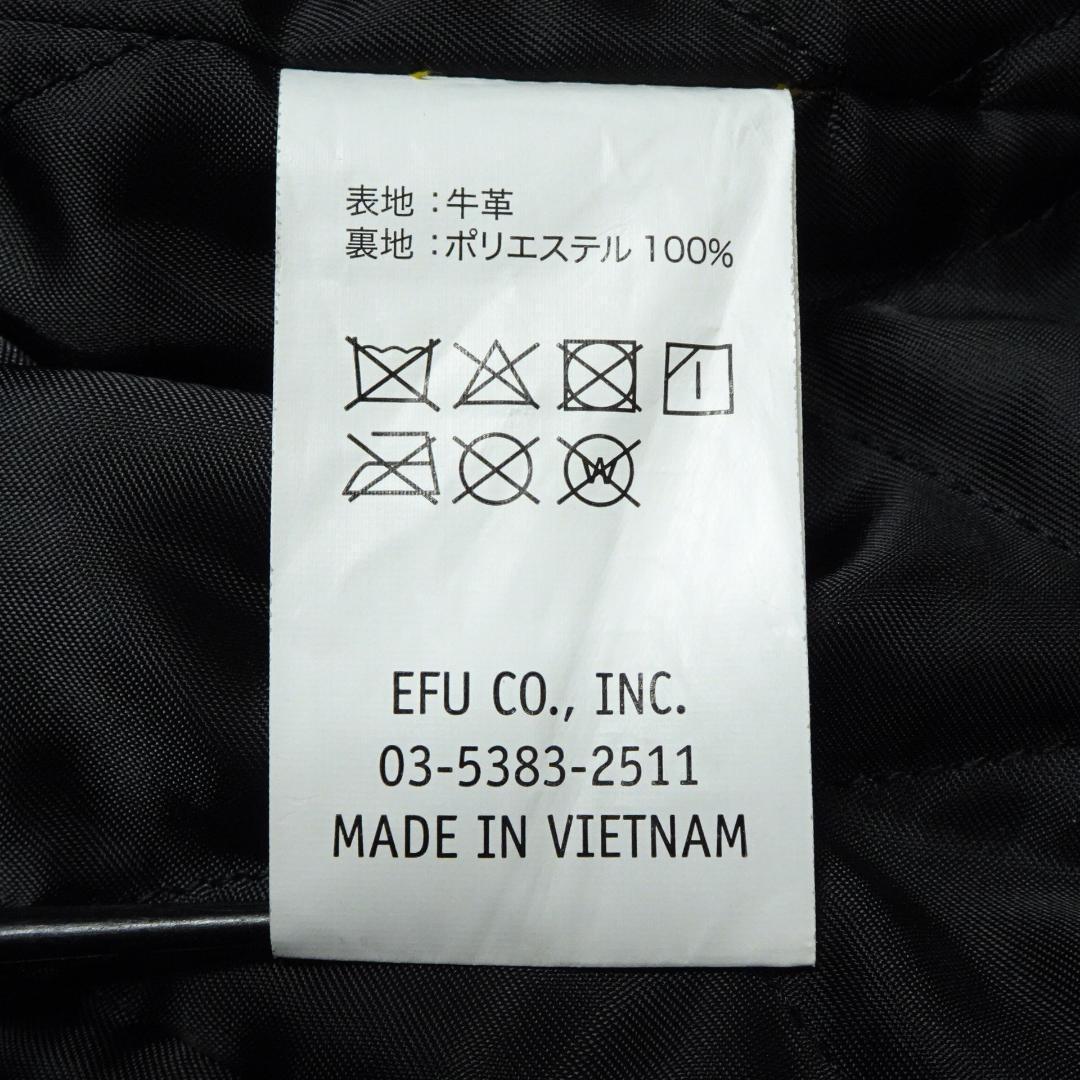 表地：牛革
裏地：ポリエステル 100%
W
EFU CO., INC.
03-5383-2511
MADE IN VIETNAM